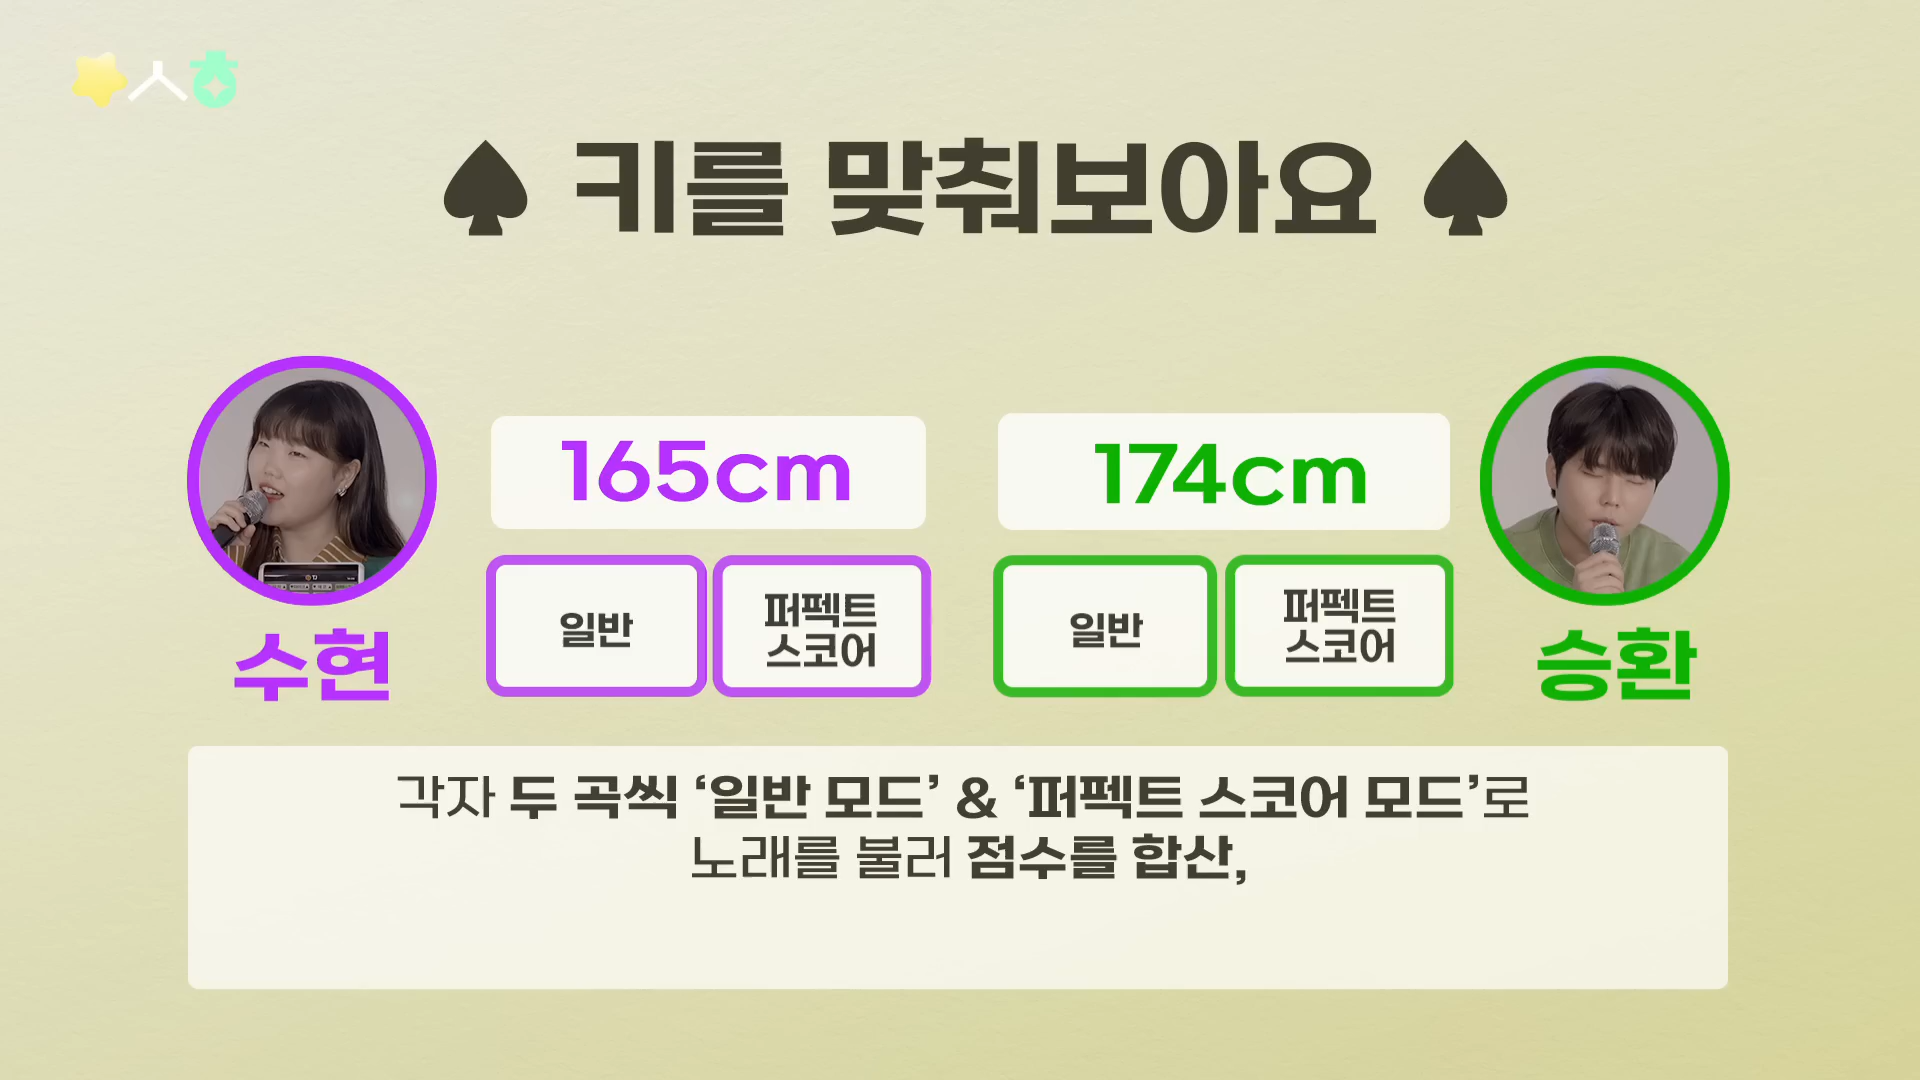 ♠ 키를 맞춰보아요 ♠
165cm
174cm
일반
퍼펙트
스코어
일반
퍼펙트
스코어
수현
승환
각자 두 곡씩 ‘일반 모드’ & ‘퍼펙트 스코어 모드’로
노래를 불러 점수를 합산,